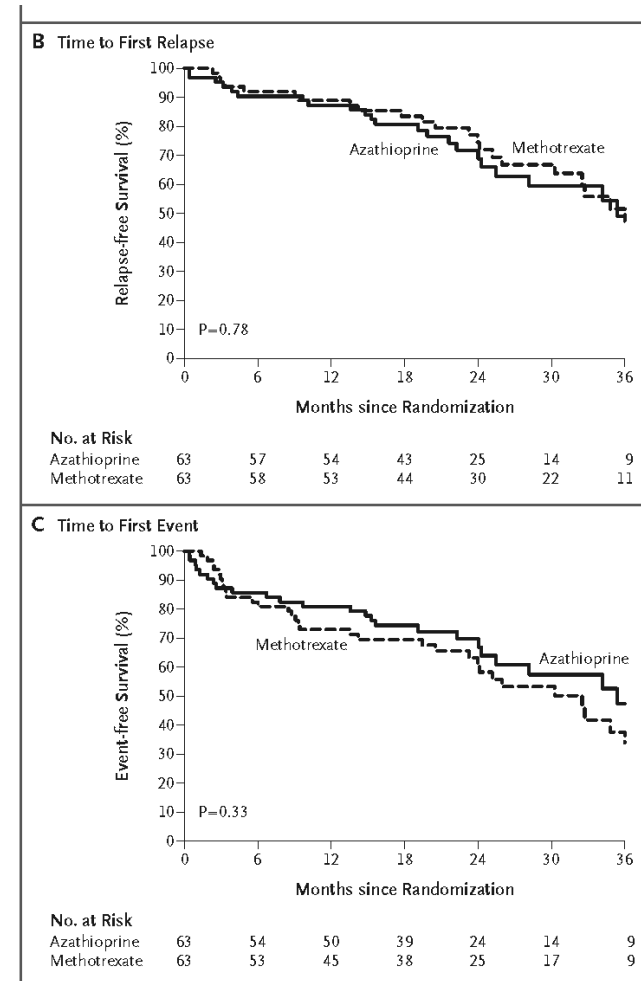 B Time to First Relapse
100
90
80
70
60
50
40
30
20
10
0
Relapse-free Survival (%)
Azathioprine
Methotrexate
P=0.78
0 6 12 18 24 30 36
Months since Randomization
No. at Risk
Azathioprine 63 57 54 43 25 14 9
Methotrexate 63 58 53 44 30 22 11
C Time to First Event
100
90
80
70
60
50
40
30
20
10
0
Event-free Survival (%)
Methotrexate
Azathioprine
P=0.33
0 6 12 18 24 30 36
Months since Randomization
No. at Risk
Azathioprine 63 54 50 39 24 14 9
Methotrexate 63 53 45 38 25 17 9